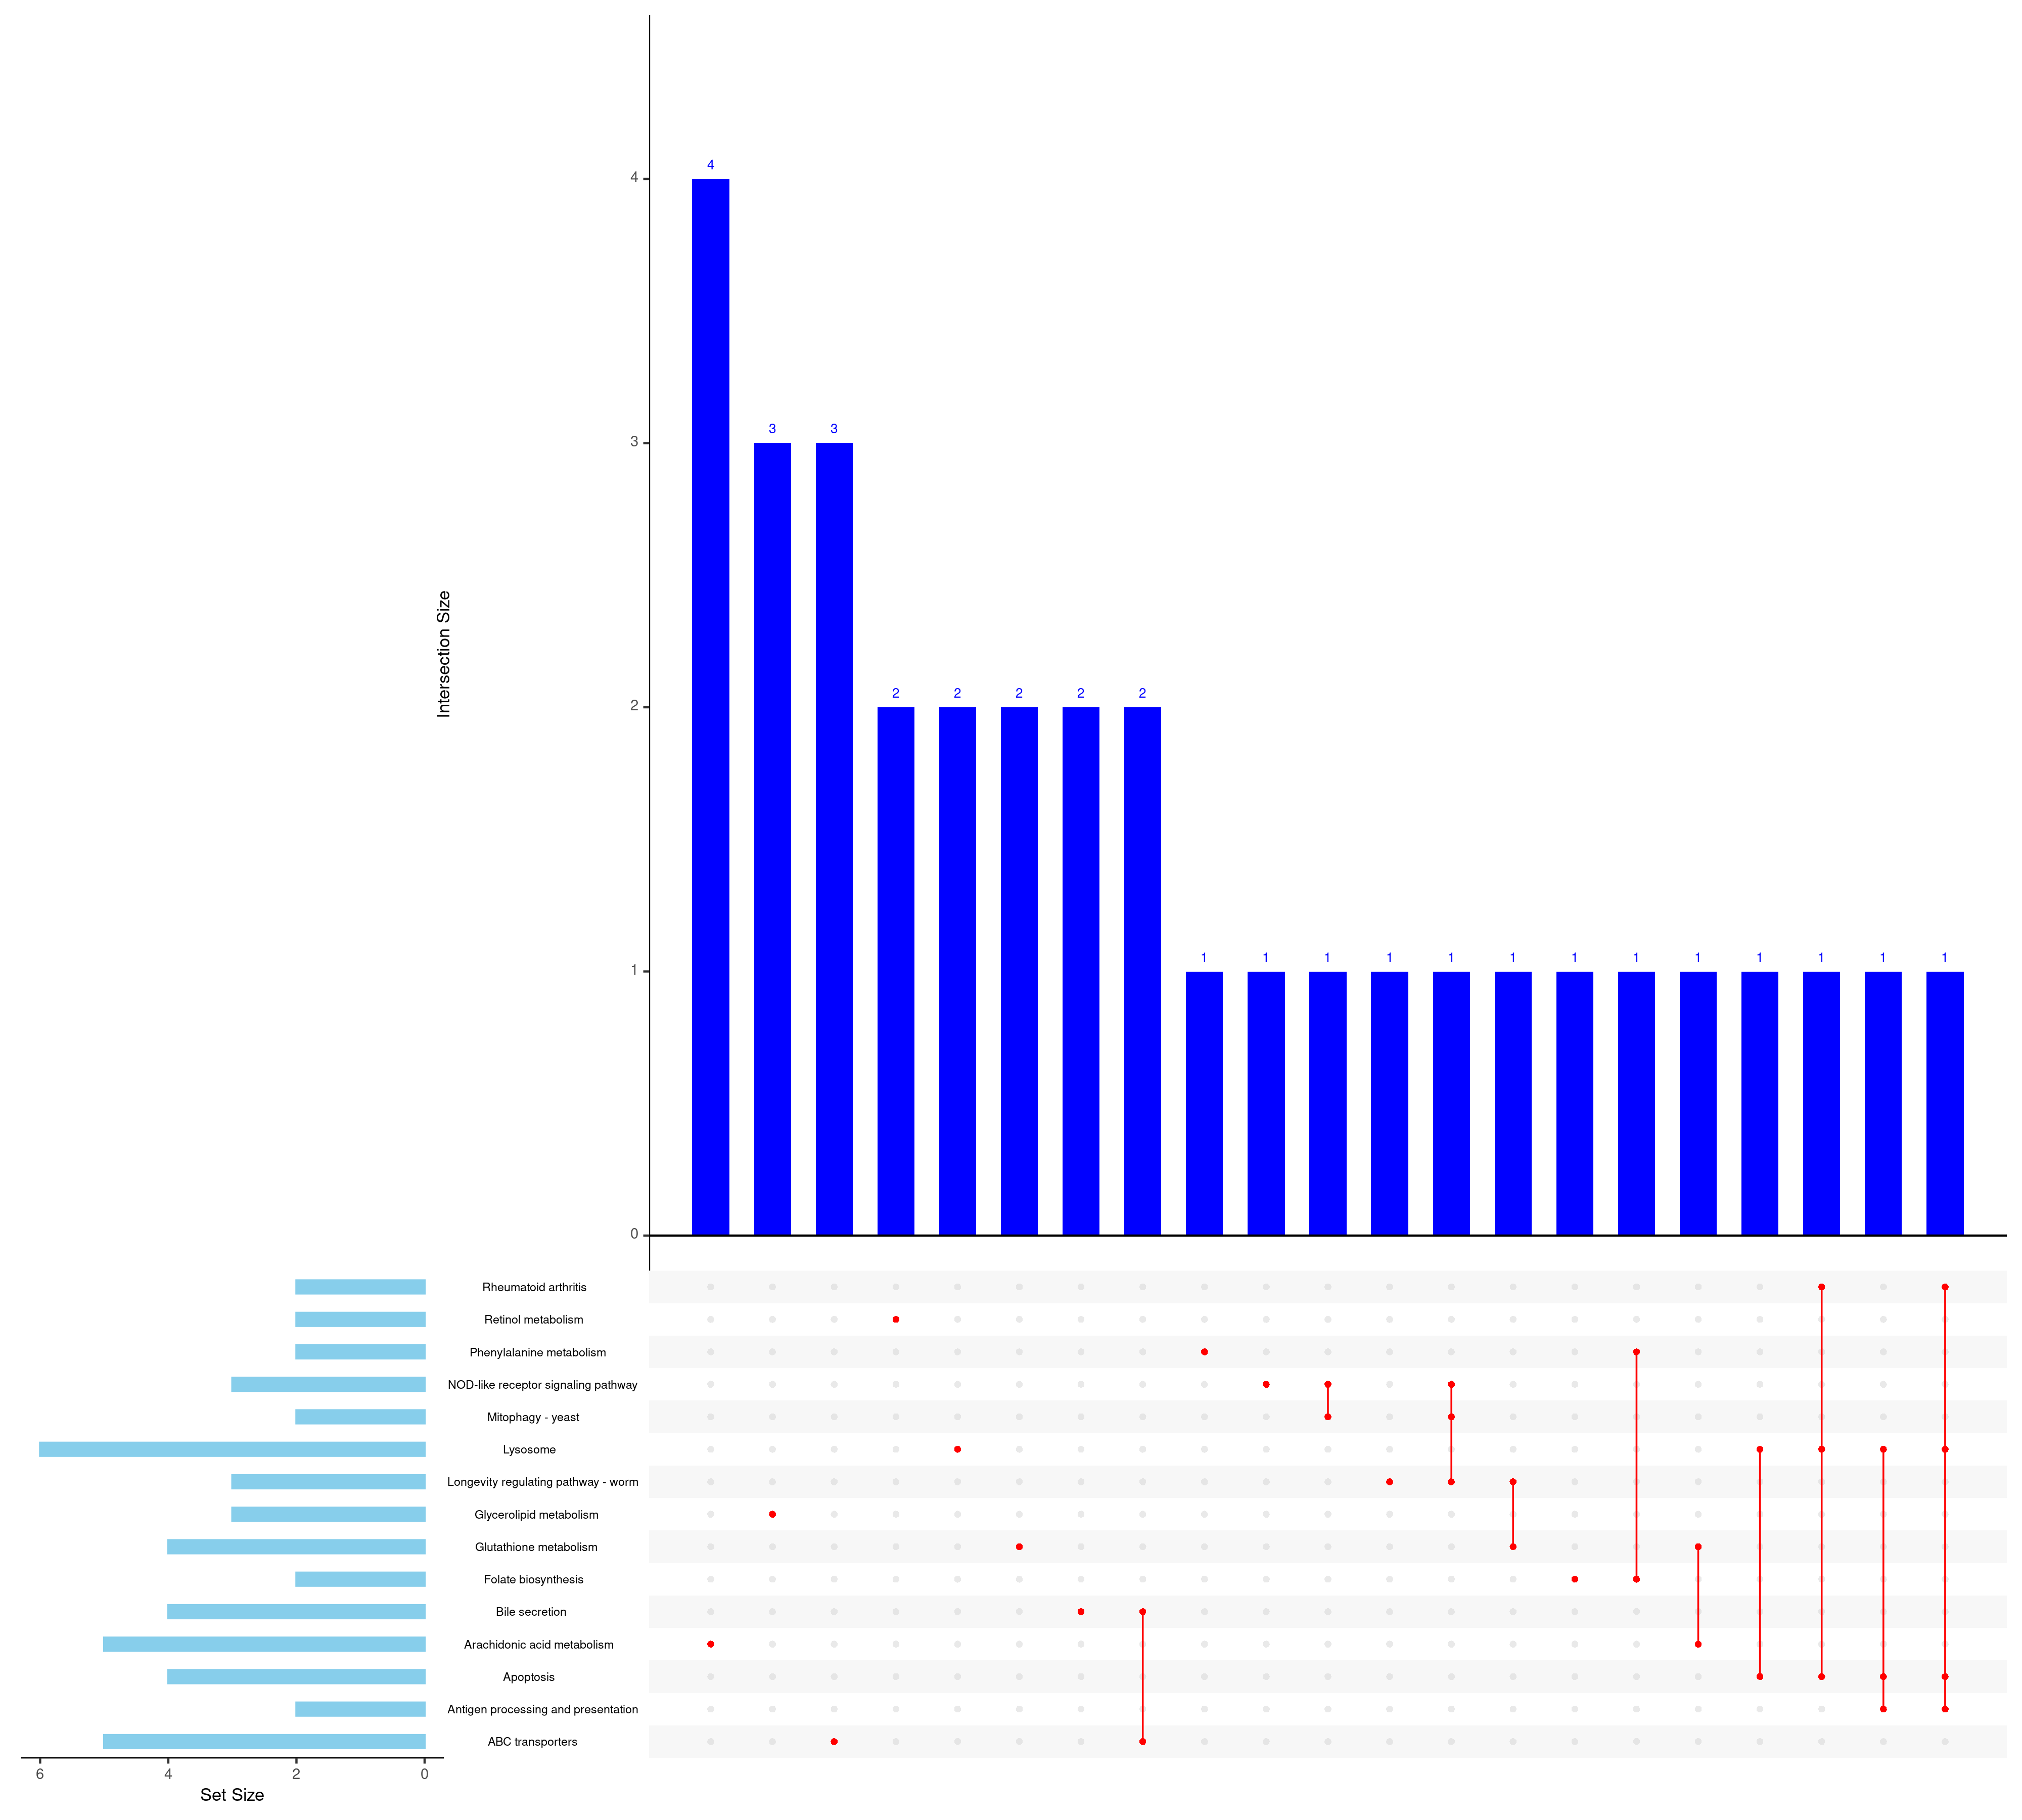 4
4
3
3
3
Intersection Size
2
2
2
2
2
2
1
1
1
1
1
1
1
1
1
1
1
1
1
1
0
Rheumatoid arthritis
Retinol metabolism
Phenylalanine metabolism
NOD-like receptor signaling pathway
Mitophagy - yeast
Lysosome
Longevity regulating pathway - worm
Glycerolipid metabolism
Glutathione metabolism
Folate biosynthesis
Bile secretion
Arachidonic acid metabolism
Apoptosis
Antigen processing and presentation
ABC transporters
6 4 2 0
Set Size